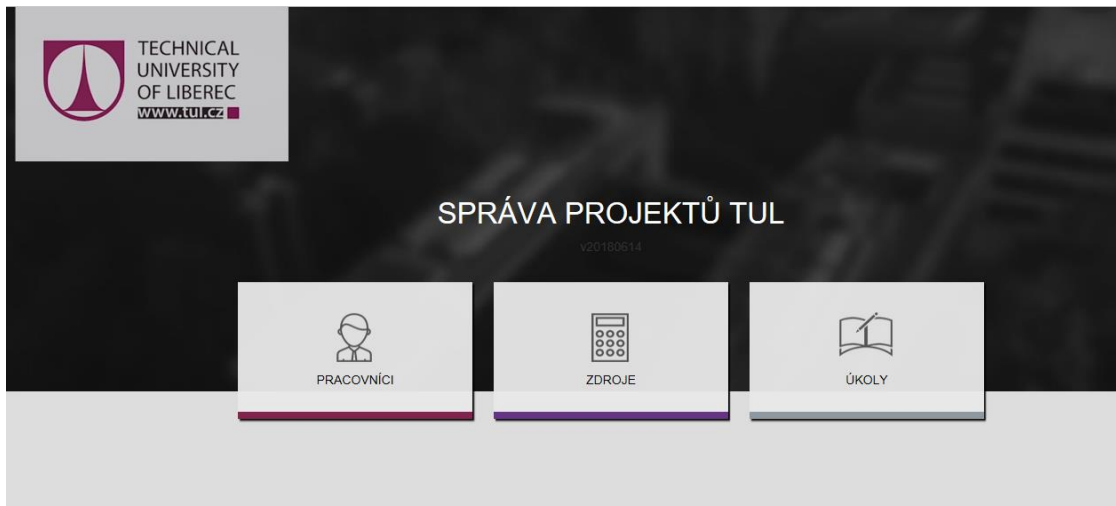 TECHNICAL
UNIVERSITY
OF LIBEREC
www.tul.cz
SPRÁVA PROJEKTŮ TUL
v20180614
PRACOVNÍCI
ZDROJE
ÚKOLY